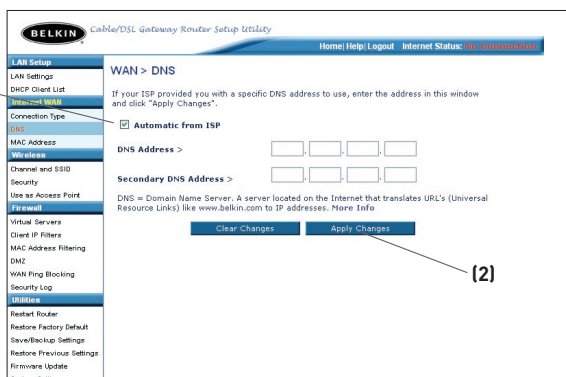 BELKIN Cable/DSL Gateway Router Setup Utility
Home| Help| Logout Internet Status: No Connection
LAN Setup
LAN Settings
DHCP Client List
Internet WAN
Connection Type
DNS
MAC Address
Wireless
Channel and SSID
Security
Use as Access Point
Firewall
Virtual Servers
Client IP Filters
MAC Address Filtering
DMZ
WAN Ping Blocking
Security Log
Utilities
Restart Router
Restore Factory Default
Save/Backup Settings
Restore Previous Settings
Firmware Update
WAN > DNS
If your ISP provided you with a specific DNS address to use, enter the address in this window
and click "Apply Changes".
Automatic from ISP
DNS Address > . . .
Secondary DNS Address > . . .
DNS = Domain Name Server. A server located on the Internet that translates URL's (Universal
Resource Links) like www.belkin.com to IP addresses. More Info
Clear Changes Apply Changes
(2)